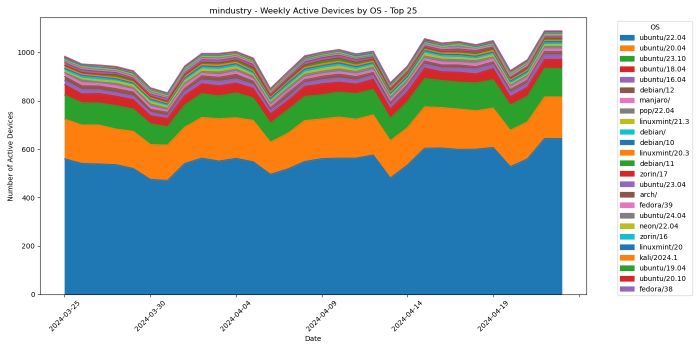 mindustry - Weekly Active Devices by OS - Top 25
Number of Active Devices
1000
800
600
400
200
0
2024-03-25
2024-03-30
2024-04-04
2024-04-09
2024-04-14
2024-04-19
Date
OS
ubuntu/22.04
ubuntu/20.04
ubuntu/23.10
ubuntu/18.04
ubuntu/16.04
debian/12
manjaro/
pop/22.04
linuxmint/21.3
debian/
debian/10
linuxmint/20.3
debian/11
zorin/17
ubuntu/23.04
arch/
fedora/39
ubuntu/24.04
neon/22.04
zorin/16
linuxmint/20
kali/2024.1
ubuntu/19.04
ubuntu/20.10
fedora/38